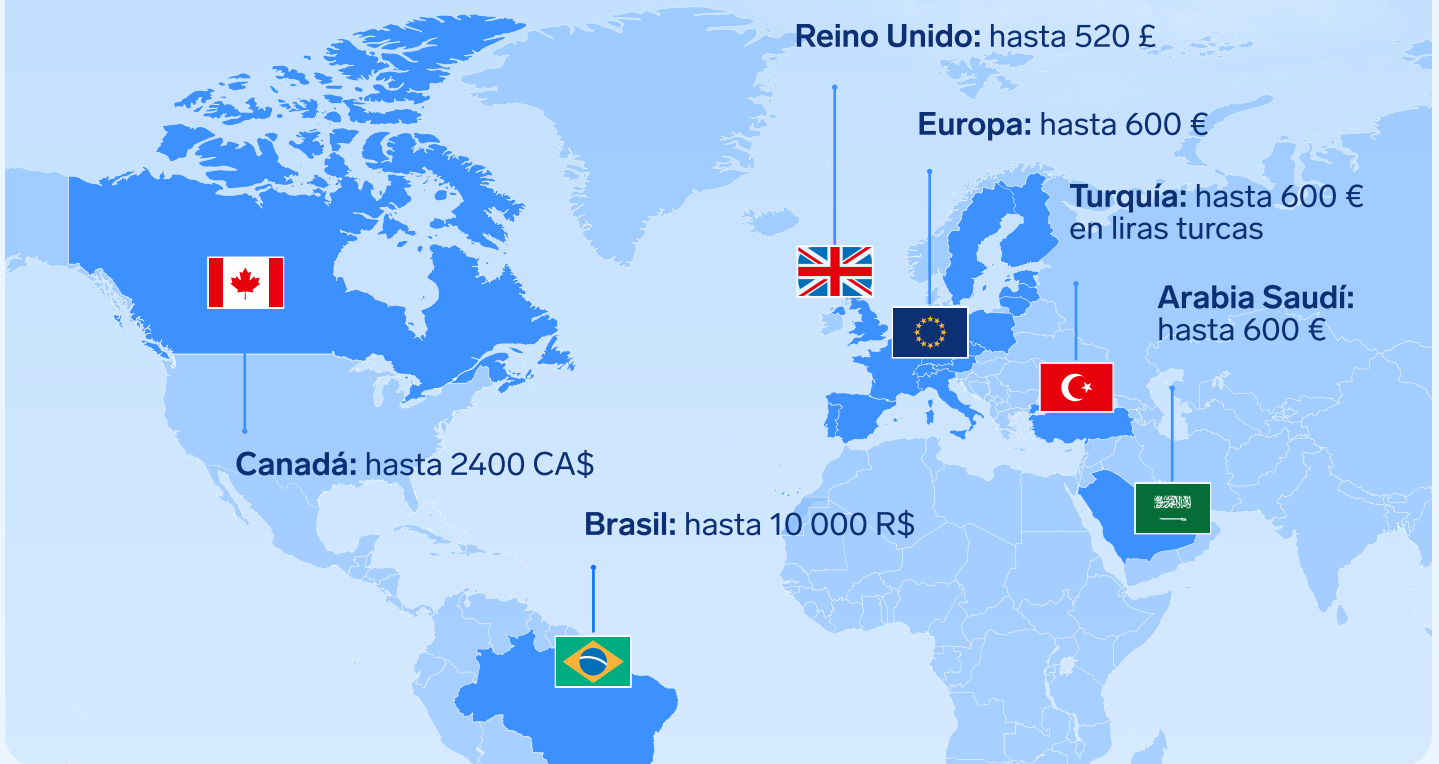 Reino Unido: hasta 520 £
Europa: hasta 600 €
Turquía: hasta 600 €
en liras turcas
Arabia Saudí:
hasta 600 €
Canadá: hasta 2400 CA$
Brasil: hasta 10 000 R$